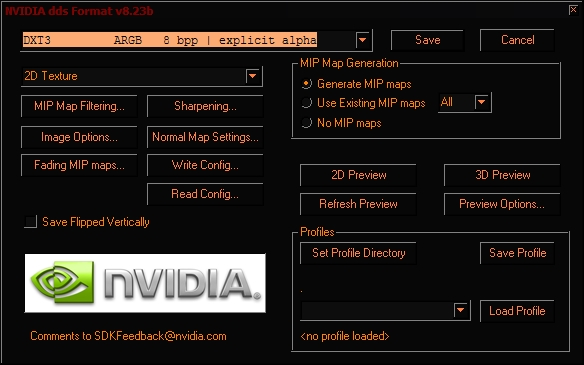 NVIDIA dds Format v8.23b
DXT3 ARGB 8 bpp | explicit alpha
Save
Cancel
2D Texture
MIP Map Filtering...
Sharpening...
Image Options...
Normal Map Settings...
Fading MIP maps...
Write Config...
Read Config...
Save Flipped Vertically
MIP Map Generation
Generate MIP maps
Use Existing MIP maps
All
No MIP maps
2D Preview
3D Preview
Refresh Preview
Preview Options...
Profiles
Set Profile Directory
Save Profile
.
Load Profile
<no profile loaded>
NVIDIA.
Comments to SDKFeedback@nvidia.com